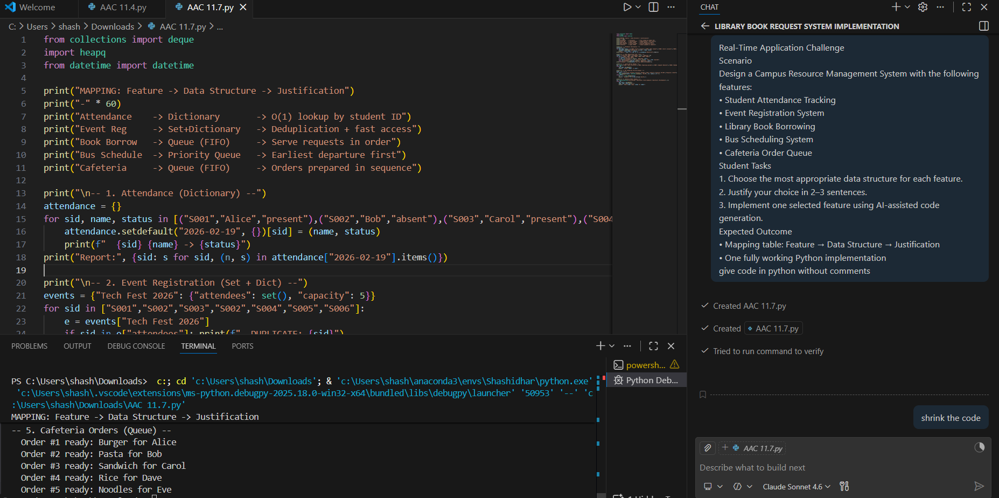 Welcome
AAC 11.4.py
AAC 11.7.py
C: > Users > shash > Downloads > AAC 11.7.py > ...
1 from collections import deque
2 import heapq
3 from datetime import datetime
4
5 print("MAPPING: Feature -> Data Structure -> Justification")
6 print("-" * 60)
7 print("Attendance    -> Dictionary       -> O(1) lookup by student ID")
8 print("Event Reg     -> Set+Dictionary   -> Deduplication + fast access")
9 print("Book Borrow   -> Queue (FIFO)     -> Serve requests in order")
10 print("Bus Schedule  -> Priority Queue   -> Earliest departure first")
11 print("Cafeteria     -> Queue (FIFO)     -> Orders prepared in sequence")
12
13 print("\n-- 1. Attendance (Dictionary) --")
14 attendance = {}
15 for sid, name, status in [("S001","Alice","present"),("S002","Bob","absent"),("S003","Carol","present"),("S004
16     attendance.setdefault("2026-02-19", {})[sid] = (name, status)
17     print(f"  {sid} {name} -> {status}")
18 print("Report:", {sid: s for sid, (n, s) in attendance["2026-02-19"].items()})
19
20 print("\n-- 2. Event Registration (Set + Dict) --")
21 events = {"Tech Fest 2026": {"attendees": set(), "capacity": 5}}
22 for sid in ["S001","S002","S003","S002","S004","S005","S006"]:
23     e = events["Tech Fest 2026"]
24     if sid in e["attendees"]: print(f"  DUPLICATE: {sid}")
PROBLEMS OUTPUT DEBUG CONSOLE TERMINAL PORTS
PS C:\Users\shash\Downloads>  c:; cd 'c:\Users\shash\Downloads'; & 'c:\Users\shash\anaconda3\envs\Shashidhar\python.exe'
'c:\Users\shash\.vscode\extensions\ms-python.debugpy-2025.18.0-win32-x64\bundled\libs\debugpy\launcher' '50953' '--' 'c
:\Users\shash\Downloads\AAC 11.7.py'
MAPPING: Feature -> Data Structure -> Justification
-- 5. Cafeteria Orders (Queue) --
Order #1 ready: Burger for Alice
Order #2 ready: Pasta for Bob
Order #3 ready: Sandwich for Carol
Order #4 ready: Rice for Dave
Order #5 ready: Noodles for Eve
powersh...
Python Deb...
CHAT
LIBRARY BOOK REQUEST SYSTEM IMPLEMENTATION
Real-Time Application Challenge
Scenario
Design a Campus Resource Management System with the following
features:
• Student Attendance Tracking
• Event Registration System
• Library Book Borrowing
• Bus Scheduling System
• Cafeteria Order Queue
Student Tasks
1. Choose the most appropriate data structure for each feature.
2. Justify your choice in 2–3 sentences.
3. Implement one selected feature using AI-assisted code
generation.
Expected Outcome
• Mapping table: Feature → Data Structure → Justification
• One fully working Python implementation
give code in python without comments
Created AAC 11.7.py
Created AAC 11.7.py
Tried to run command to verify
shrink the code
AAC 11.7.py
Describe what to build next
Claude Sonnet 4.6